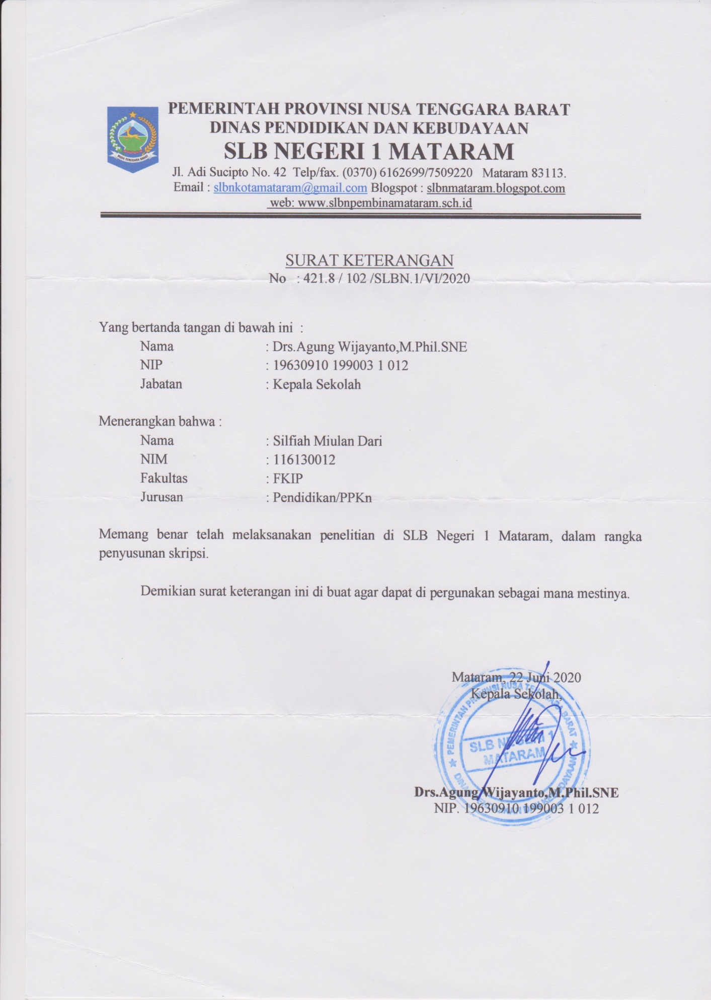 PEMERINTAH PROVINSI NUSA TENGGARA BARAT
DINAS PENDIDIKAN DAN KEBUDAYAAN
SLB NEGERI 1 MATARAM
Jl. Adi Sucipto No. 42 Telp/fax. (0370) 6162699/7509220 Mataram 83113.
Email : slbnkotamataram@gmail.com Blogspot : slbnmataram.blogspot.com
web: www.slbnpembinamataram.sch.id
NUSA TENGGARA BARAT
SURAT KETERANGAN
No : 421.8 / 102 /SLBN.1/VI/2020
Yang bertanda tangan di bawah ini :
Nama : Drs.Agung Wijayanto,M.Phil.SNE
NIP : 19630910 199003 1 012
Jabatan : Kepala Sekolah
Menerangkan bahwa :
Nama : Silfiah Miulan Dari
NIM : 116130012
Fakultas : FKIP
Jurusan : Pendidikan/PPKn
Memang benar telah melaksanakan penelitian di SLB Negeri 1 Mataram, dalam rangka
penyusunan skripsi.
Demikian surat keterangan ini di buat agar dapat di pergunakan sebagai mana mestinya.
Mataram, 22 Juni 2020
Kepala Sekolah,
PEMERINTAH PROVINSI NUSA TENGGARA BARAT
SLB NEGERI 1
MATARAM
DINAS PENDIDIKAN DAN KEBUDAYAAN
Drs.Agung Wijayanto,M.Phil.SNE
NIP. 19630910 199003 1 012